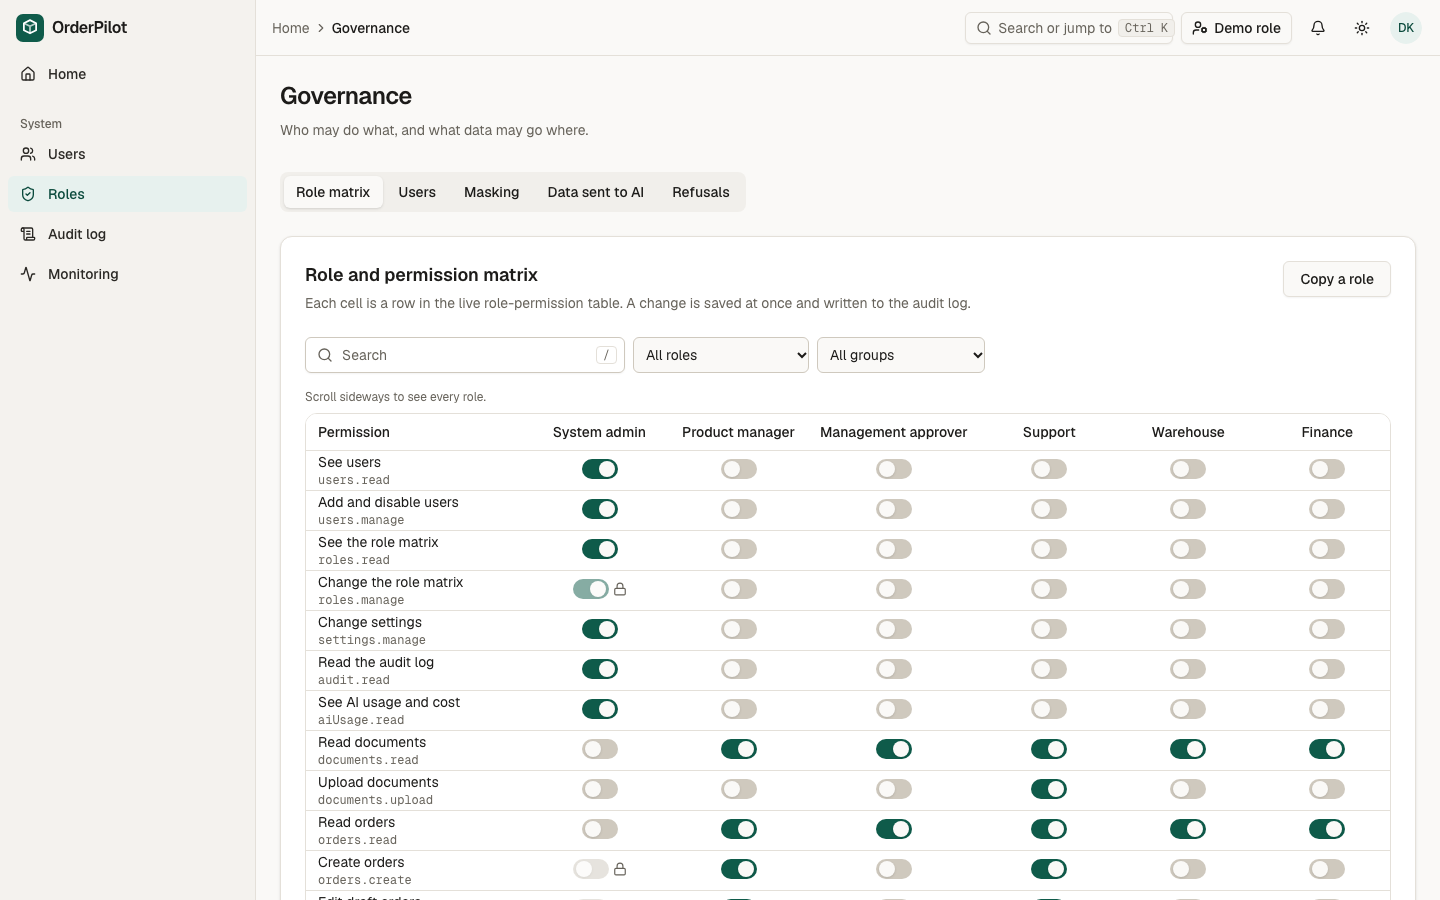 OrderPilot
Home
System
Users
Roles
Audit log
Monitoring
Home > Governance
Search or jump to Ctrl K
Demo role
DK
Governance
Who may do what, and what data may go where.
Role matrix Users Masking Data sent to AI Refusals
Role and permission matrix
Each cell is a row in the live role-permission table. A change is saved at once and written to the audit log.
Copy a role
Search /
All roles
All groups
Scroll sideways to see every role.
Permission System admin Product manager Management approver Support Warehouse Finance
See users
users.read
Add and disable users
users.manage
See the role matrix
roles.read
Change the role matrix
roles.manage
Change settings
settings.manage
Read the audit log
audit.read
See AI usage and cost
aiUsage.read
Read documents
documents.read
Upload documents
documents.upload
Read orders
orders.read
Create orders
orders.create